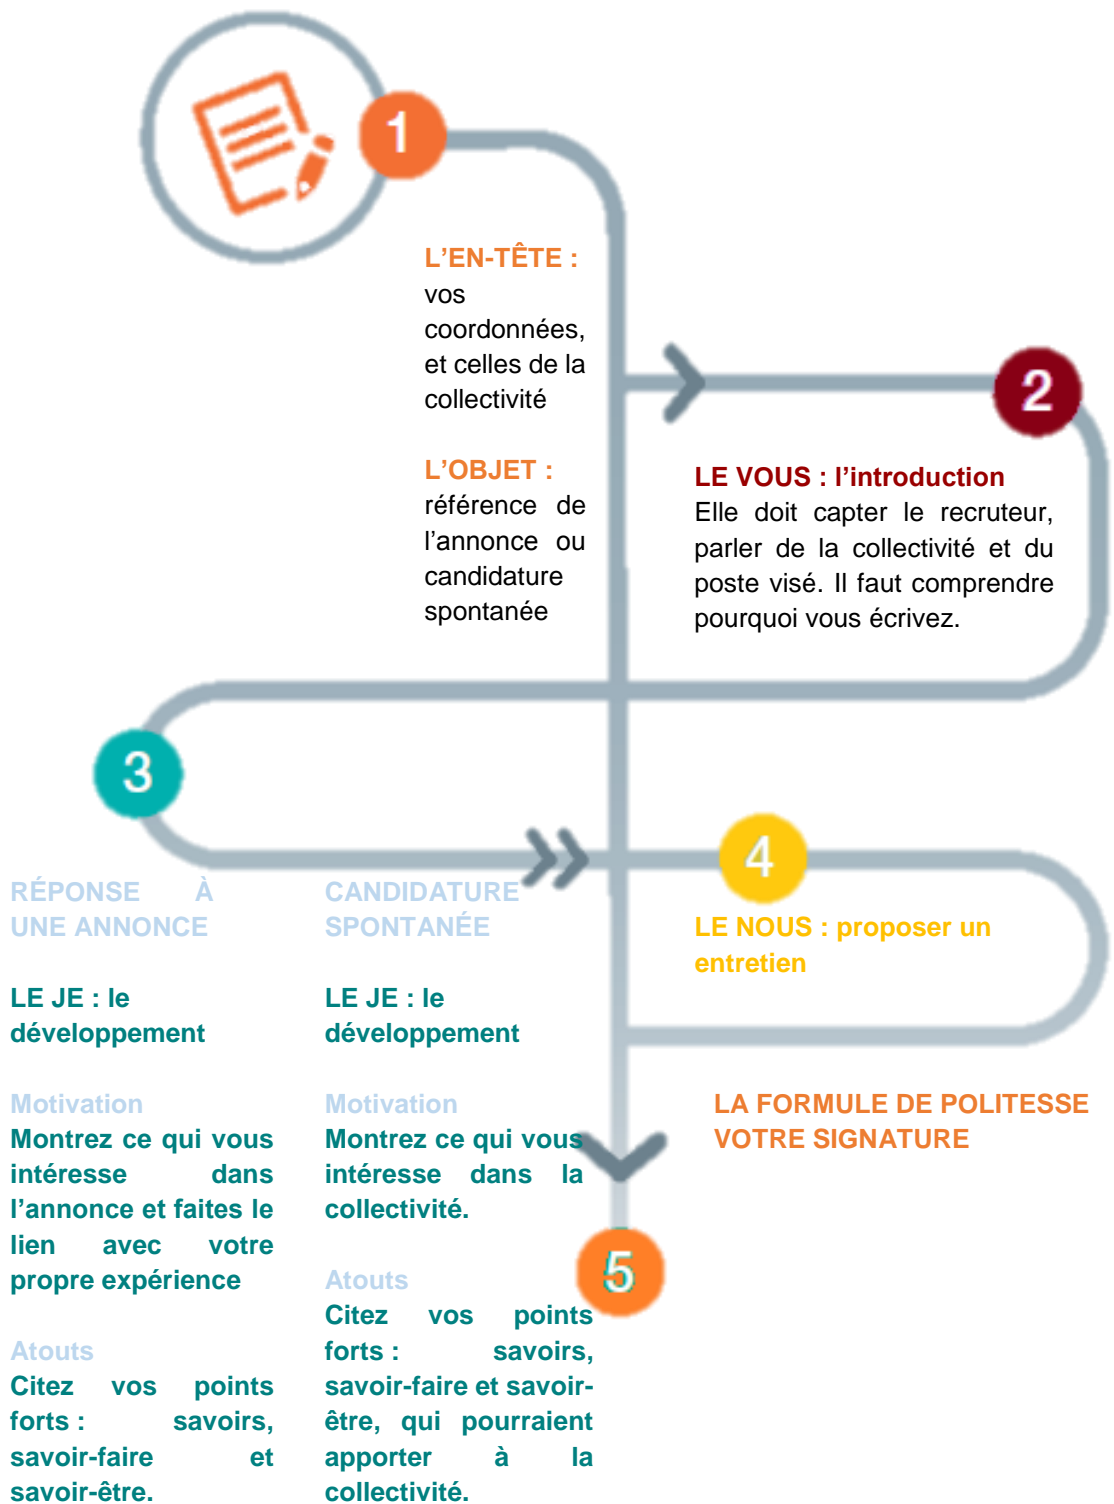 1
L’EN-TÊTE :
vos
coordonnées,
et celles de la
collectivité
L’OBJET :
référence de
l’annonce ou
candidature
spontanée
2
LE VOUS : l’introduction
Elle doit capter le recruteur,
parler de la collectivité et du
poste visé. Il faut comprendre
pourquoi vous écrivez.
3
RÉPONSE À
UNE ANNONCE
LE JE : le
développement
Motivation
Montrez ce qui vous
intéresse dans
l’annonce et faites le
lien avec votre
propre expérience
Atouts
Citez vos points
forts : savoirs,
savoir-faire et
savoir-être.
CANDIDATURE
SPONTANÉE
LE JE : le
développement
Motivation
Montrez ce qui vous
intéresse dans la
collectivité.
Atouts
Citez vos points
forts : savoirs,
savoir-faire et savoir-
être, qui pourraient
apporter à la
collectivité.
4
LE NOUS : proposer un
entretien
LA FORMULE DE POLITESSE
VOTRE SIGNATURE
5